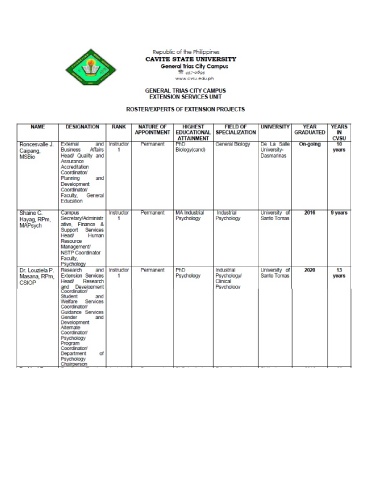 Republic of the Philippines
CAVITE STATE UNIVERSITY
General Trias City Campus
www.cvsu.edu.ph
GENERAL TRIAS CITY CAMPUS
EXTENSION SERVICES UNIT
ROSTER/EXPERTS OF EXTENSION PROJECTS
NAME DESIGNATION RANK NATURE OF APPOINTMENT HIGHEST EDUCATIONAL ATTAINMENT FIELD OF SPECIALIZATION UNIVERSITY YEAR GRADUATED YEARS IN CVSU
External and Business Affairs Head/ Quality and Assurance Accreditation Coordinator/ Planning and Development Coordinator/ Faculty, General Education
MSBio
Instructor 1
Permanent
PhD Biology(cand)
General Biology
De La Salle University-Dasmarinas
On-going
10 years
Shaine C. Hayag, RPm, MAPsych
Campus Secretary/Administrative, Finance & Support Services Head/ Human Resource Management/ NSTP Coordinator Faculty, Psychology
Instructor 1
Permanent
MA Industrial Psychology
Industrial Psychology
University of Santo Tomas
2016
8 years
Dr. Louziela P. Masana, RPm, CSIOP
Research and Extension Services Head/ Research and Development Coordinator/ Student and Welfare Services Coordinator/ Guidance Services Gender and Development Alternate Coordinator/ Psychology Program Coordinator/ Department of Psychology Chairperson
Instructor 1
Permanent
PhD Psychology
Industrial Psychology/ Clinical Psychology
University of Santo Tomas
2020
13 years